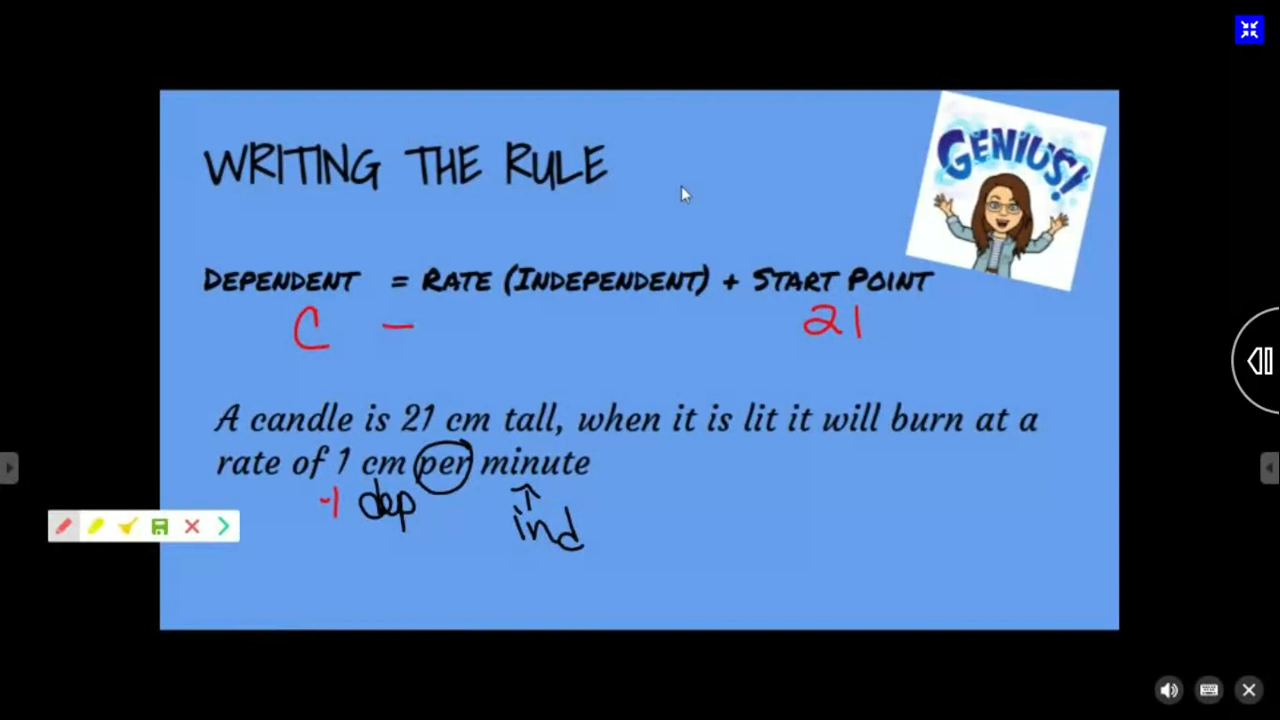 GENIUS!
WRITING THE RULE
DEPENDENT = RATE (INDEPENDENT) + START POINT
C − 21
A candle is 21 cm tall, when it is lit it will burn at a
rate of 1 cm per minute
-1 dep
ind